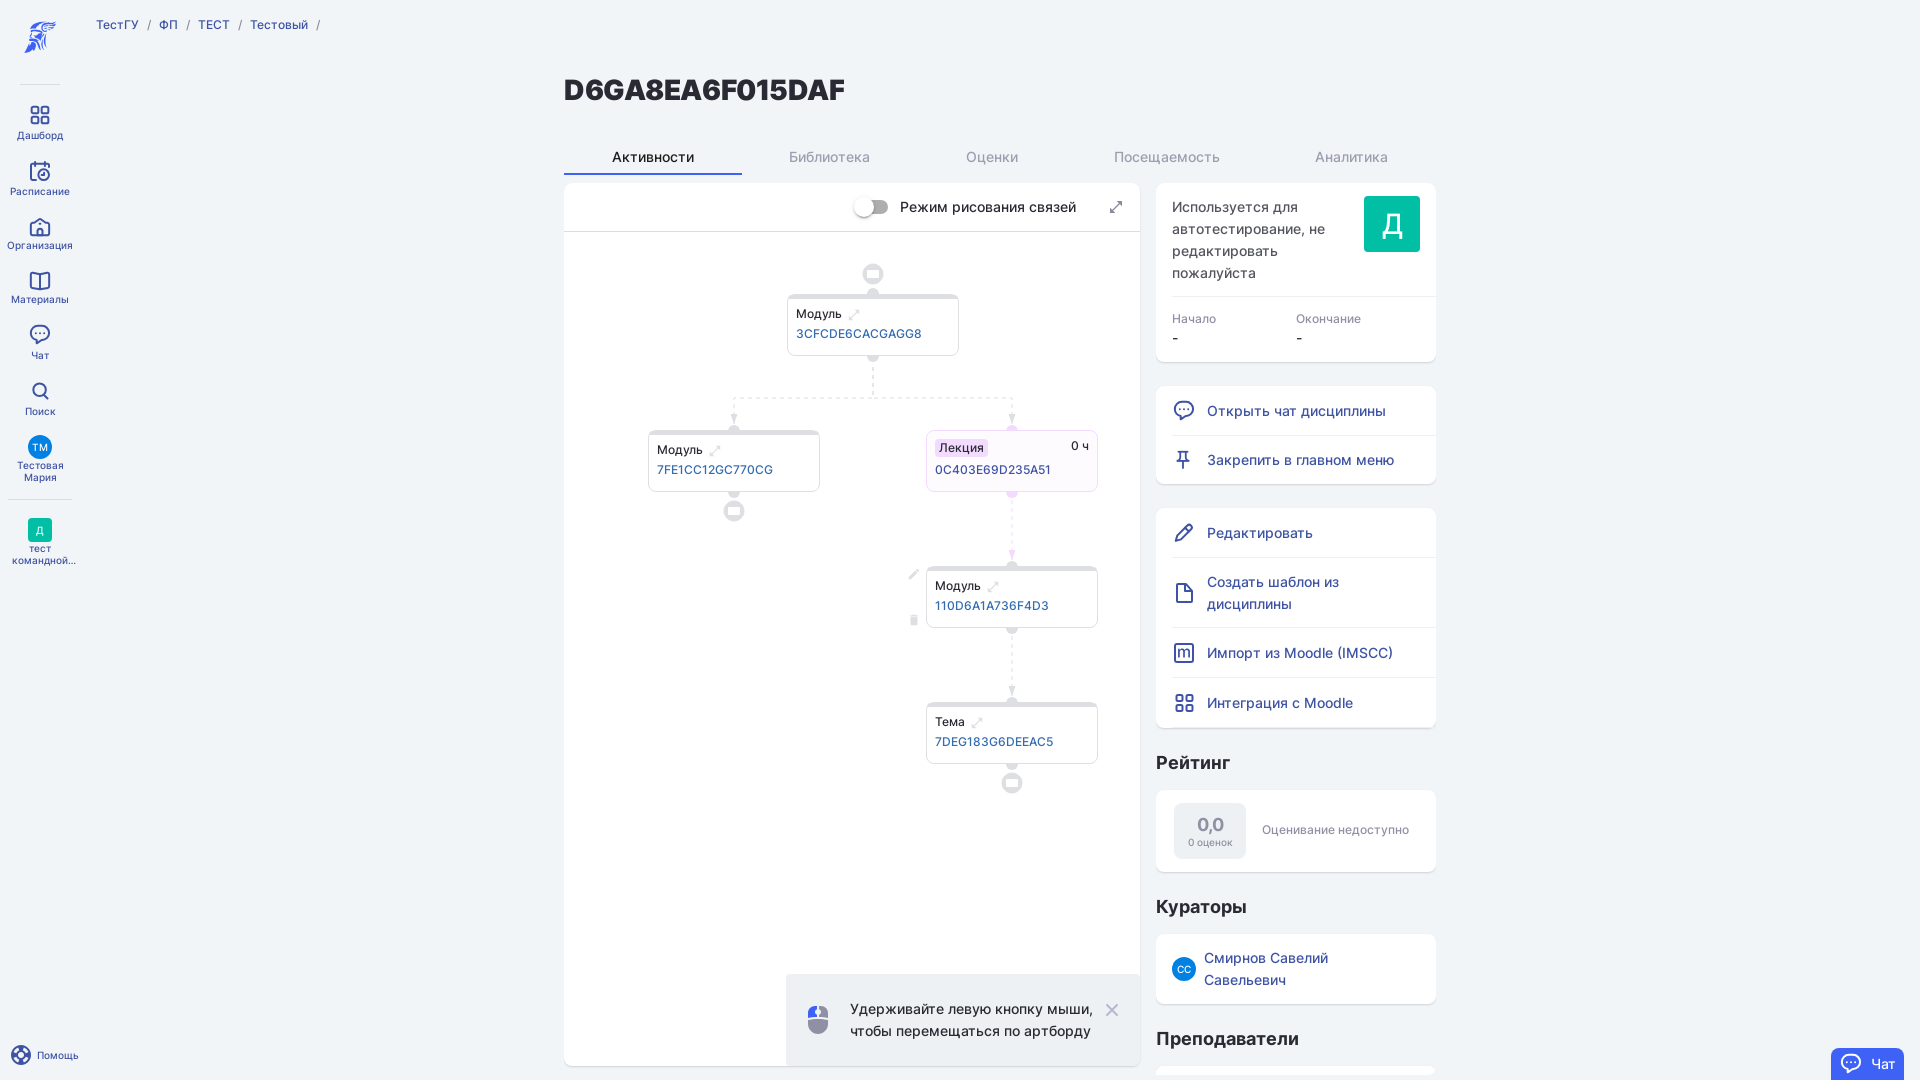 ТестГУ / ФП / ТЕСТ / Тестовый /
Дашборд
Расписание
Организация
Материалы
Чат
Поиск
ТМ
Тестовая
Мария
Д
тест
командной...
Помощь
D6GA8EA6F015DAF
Активности
Библиотека
Оценки
Посещаемость
Аналитика
Режим рисования связей
Модуль
3CFCDE6CACGAGG8
Модуль
7FE1CC12GC770CG
Лекция
0 ч
0C403E69D235A51
Модуль
110D6A1A736F4D3
Тема
7DEG183G6DEEAC5
Удерживайте левую кнопку мыши,
чтобы перемещаться по артборду
Используется для
автотестирование, не
редактировать
пожалуйста
Д
Начало
-
Окончание
-
Открыть чат дисциплины
Закрепить в главном меню
Редактировать
Создать шаблон из
дисциплины
Импорт из Moodle (IMSCC)
Интеграция с Moodle
Рейтинг
0,0
0 оценок
Оценивание недоступно
Кураторы
СС
Смирнов Савелий
Савельевич
Преподаватели
Чат